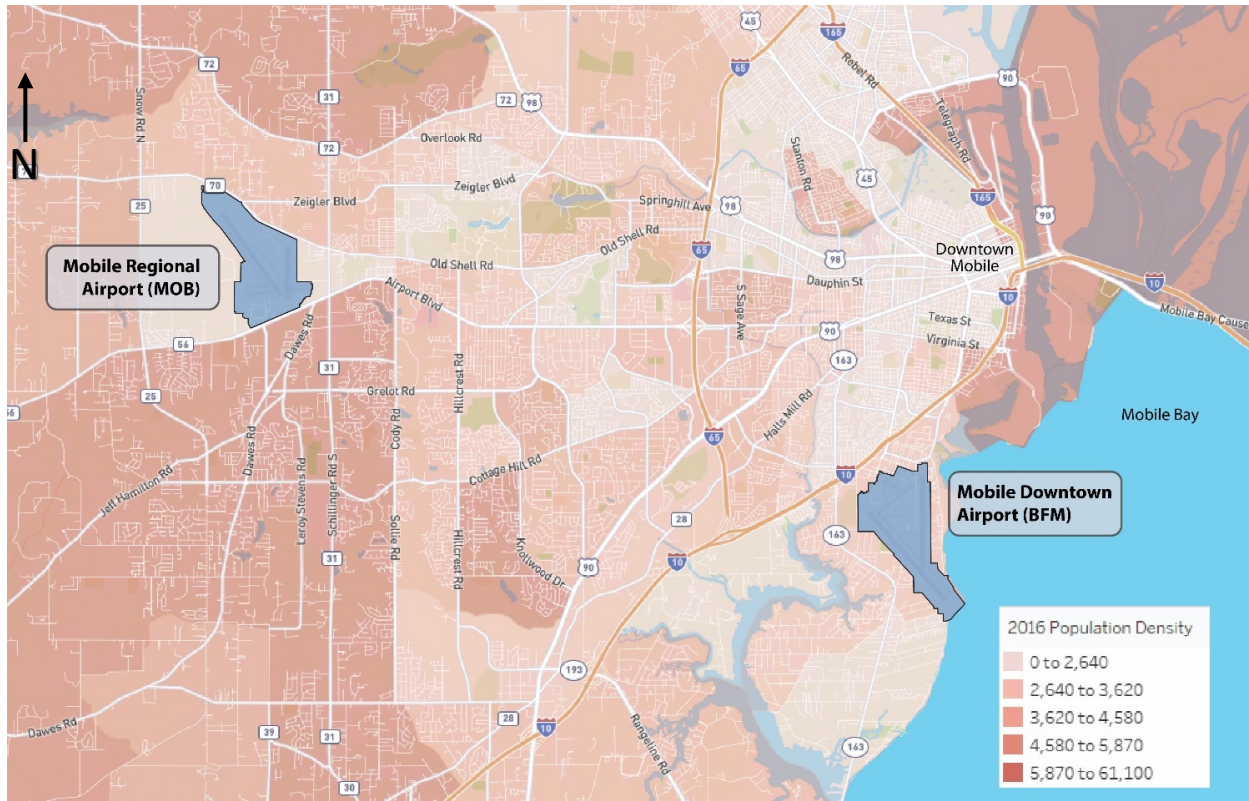 N
72
Snow Rd N
31
72
98
Overlook Rd
72
45
65
165
10
Rebel Rd
90
Telegraph Rd
Stanton Rd
45
70
Zeigler Blvd
Zeigler Blvd
Springhill Ave
98
165
90
25
Mobile Regional
Airport (MOB)
Old Shell Rd
Old Shell Rd
65
98
Downtown
Mobile
Dauphin St
10
10
Mobile Bay Cause
Airport Blvd
S Sage Ave
90
Texas St
Virginia St
163
56
Dawes Rd
31
Grelot Rd
Hillcrest Rd
25
56
Cody Rd
Halls Mill Rd
65
Mobile Bay
Dawes Rd
Jeff Hamilton Rd
Cottage Hill Rd
10
Mobile Downtown
Airport (BFM)
Leroy Stevens Rd
Schillinger Rd S
Sollie Rd
28
163
31
Hillcrest Rd
Knollwood Dr
90
10
2016 Population Density
0 to 2,640
2,640 to 3,620
3,620 to 4,580
4,580 to 5,870
5,870 to 61,100
193
Rangeline Rd
Dawes Rd
39
31
28
10
163
30